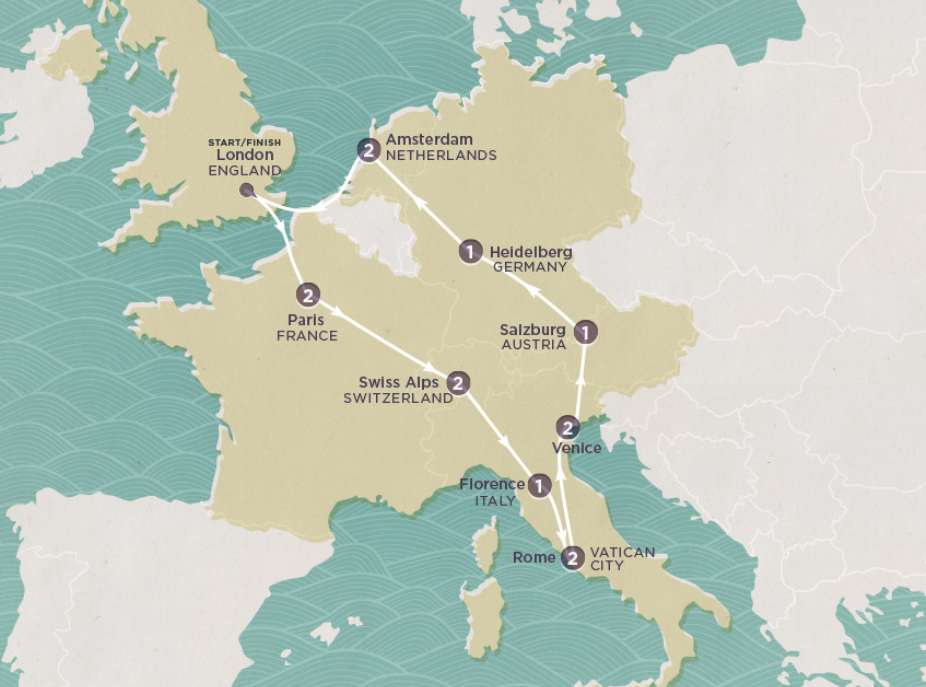 START/FINISH
London
ENGLAND
2
Amsterdam
NETHERLANDS
1
Heidelberg
GERMANY
2
Paris
FRANCE
Salzburg
AUSTRIA
1
Swiss Alps
SWITZERLAND
2
2
Venice
Florence
ITALY
1
Rome
2
VATICAN
CITY